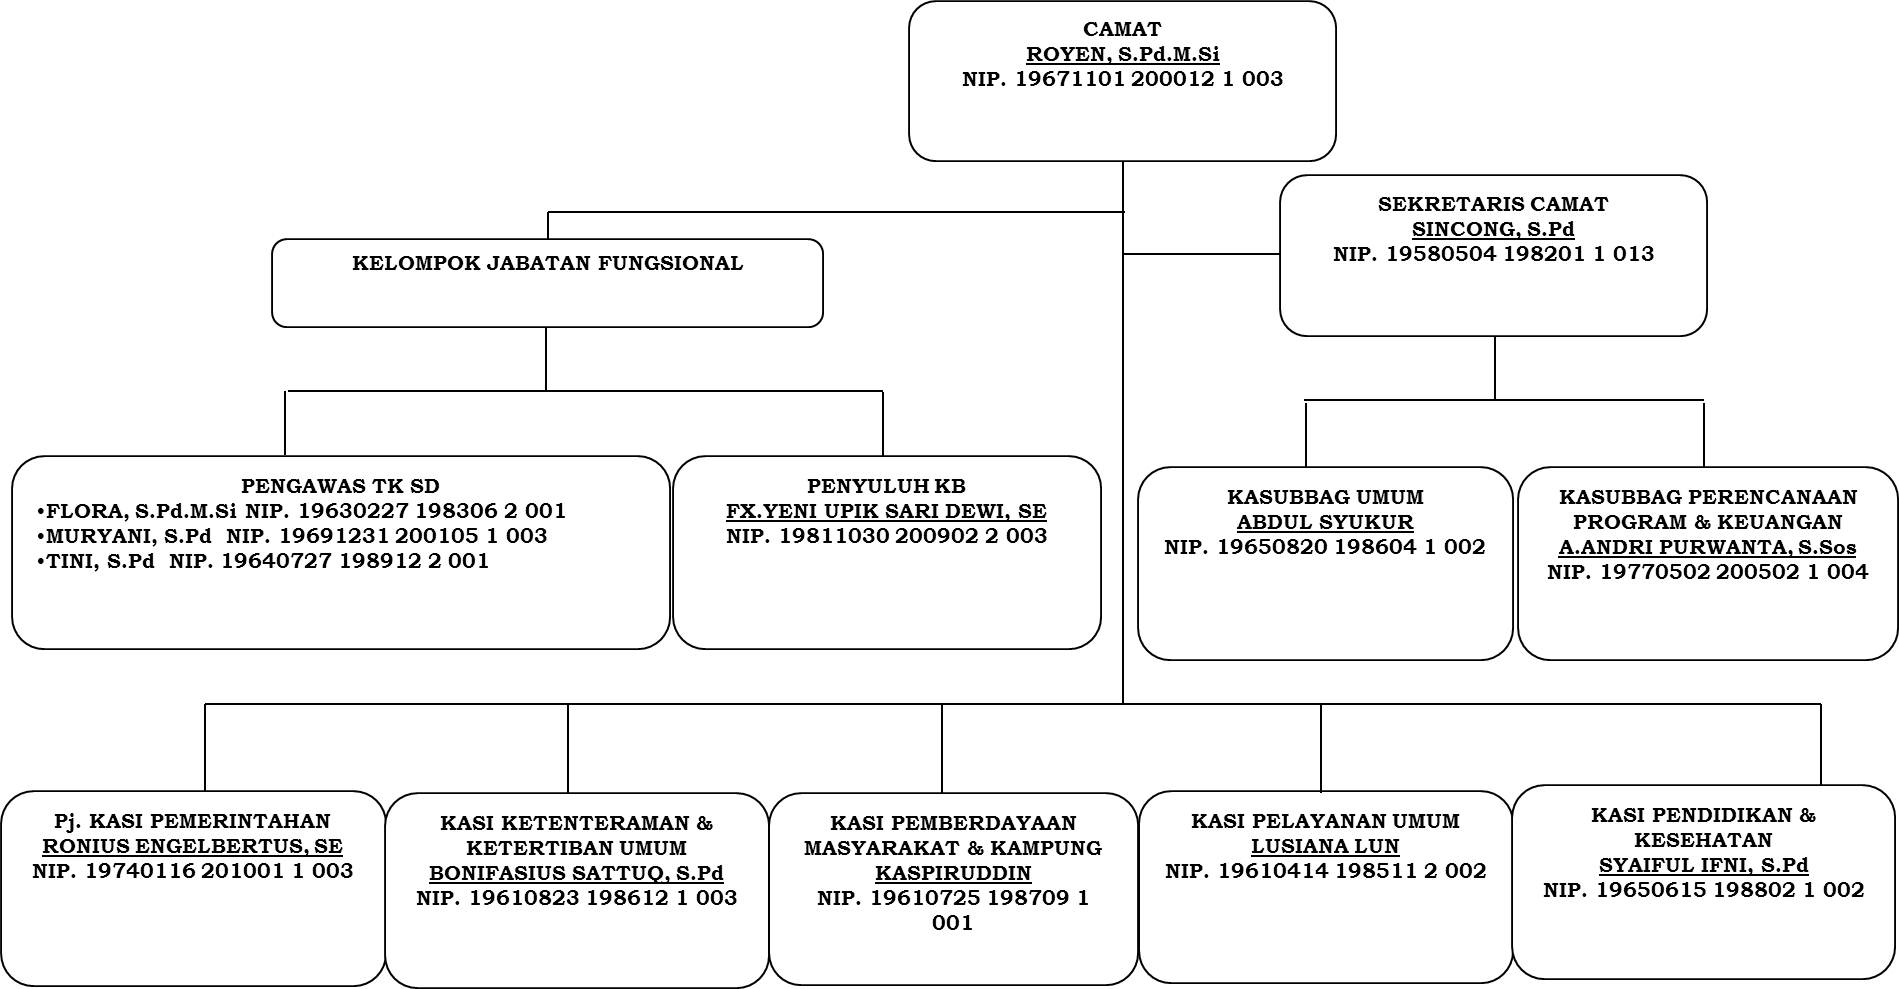 CAMAT
ROYEN, S.Pd.M.Si
NIP. 19671101 200012 1 003
SEKRETARIS CAMAT
SINCONG, S.Pd
NIP. 19580504 198201 1 013
KELOMPOK JABATAN FUNGSIONAL
PENGAWAS TK SD
•FLORA, S.Pd.M.Si NIP. 19630227 198306 2 001
•MURYANI, S.Pd  NIP. 19691231 200105 1 003
•TINI, S.Pd  NIP. 19640727 198912 2 001
PENYULUH KB
FX.YENI UPIK SARI DEWI, SE
NIP. 19811030 200902 2 003
KASUBBAG UMUM
ABDUL SYUKUR
NIP. 19650820 198604 1 002
KASUBBAG PERENCANAAN
PROGRAM & KEUANGAN
A.ANDRI PURWANTA, S.Sos
NIP. 19770502 200502 1 004
Pj. KASI PEMERINTAHAN
RONIUS ENGELBERTUS, SE
NIP. 19740116 201001 1 003
KASI KETENTERAMAN &
KETERTIBAN UMUM
BONIFASIUS SATTUQ, S.Pd
NIP. 19610823 198612 1 003
KASI PEMBERDAYAAN
MASYARAKAT & KAMPUNG
KASPIRUDDIN
NIP. 19610725 198709 1
001
KASI PELAYANAN UMUM
LUSIANA LUN
NIP. 19610414 198511 2 002
KASI PENDIDIKAN &
KESEHATAN
SYAIFUL IFNI, S.Pd
NIP. 19650615 198802 1 002